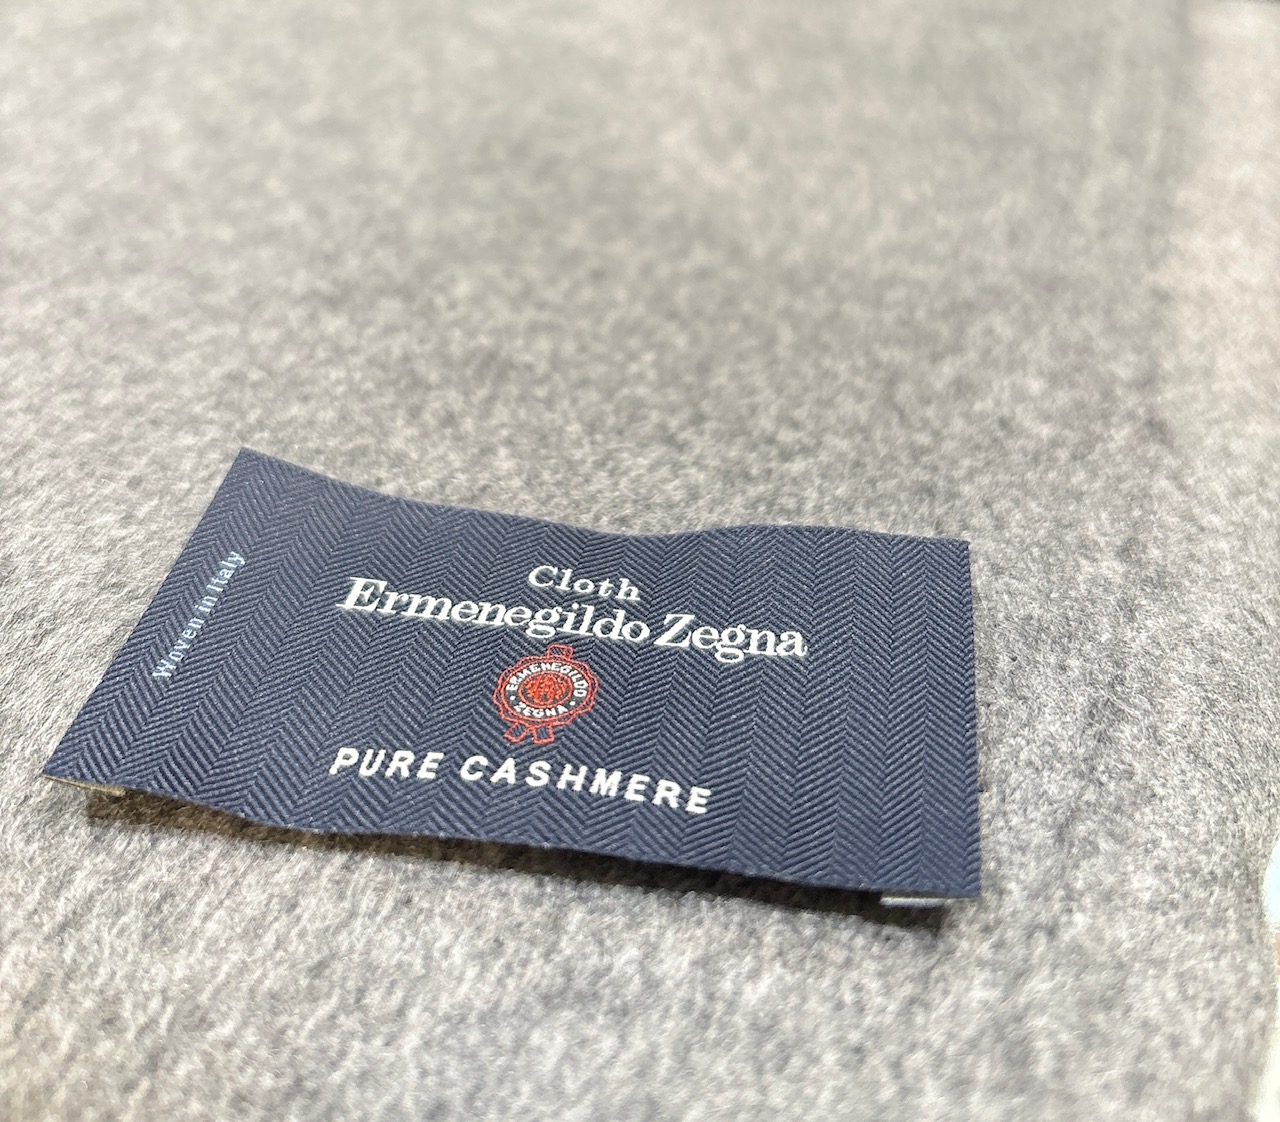 Woven in Italy
Cloth
Ermenegildo Zegna
ERMENEGILDO
ZEGNA
PURE CASHMERE